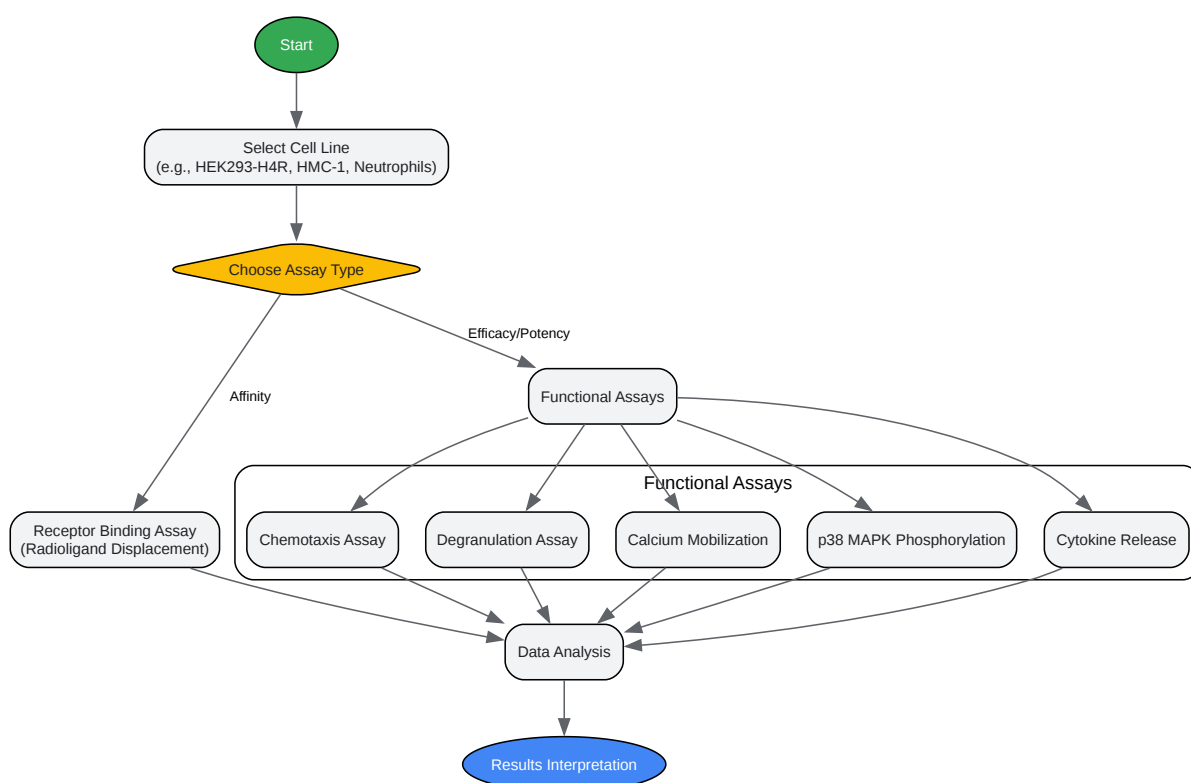 Start
Select Cell Line
(e.g., HEK293-H4R, HMC-1, Neutrophils)
Choose Assay Type
Efficacy/Potency
Affinity
Functional Assays
Functional Assays
Receptor Binding Assay
(Radioligand Displacement)
Chemotaxis Assay
Degranulation Assay
Calcium Mobilization
p38 MAPK Phosphorylation
Cytokine Release
Data Analysis
Results Interpretation